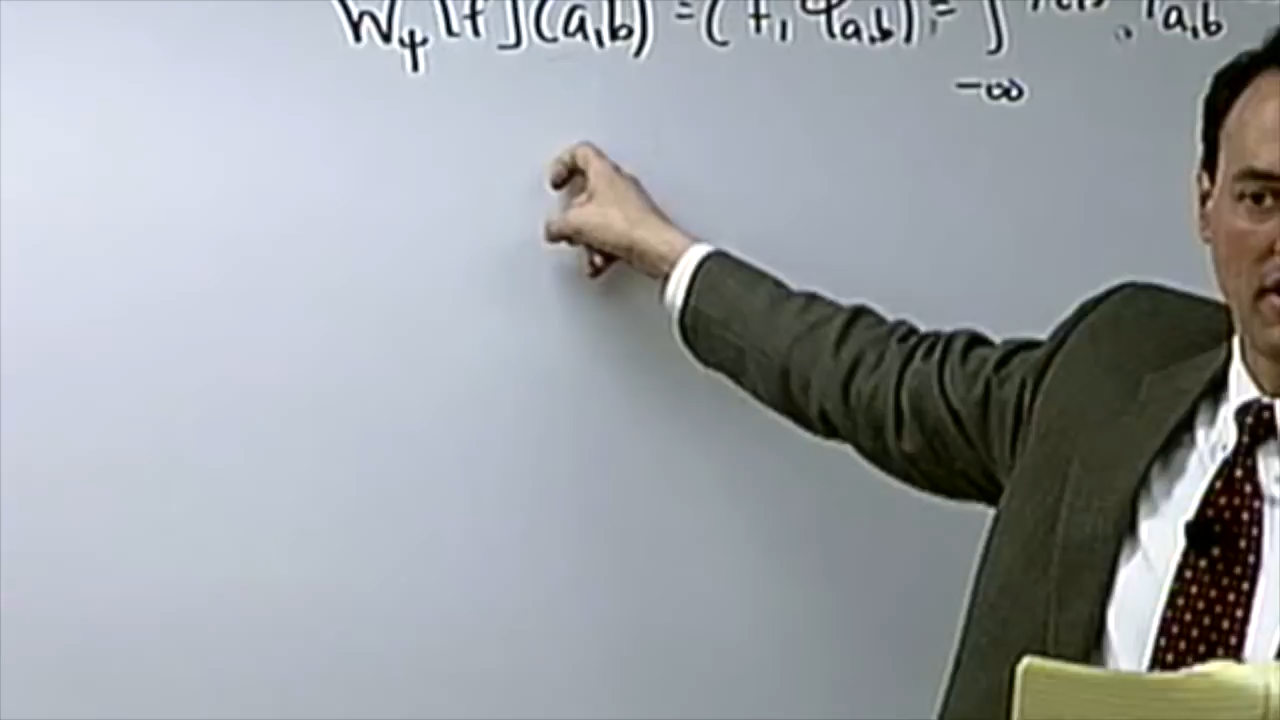 W_ψ [f](a,b) = (f, ψ_a,b) = ∫ ψ_a,b
-∞